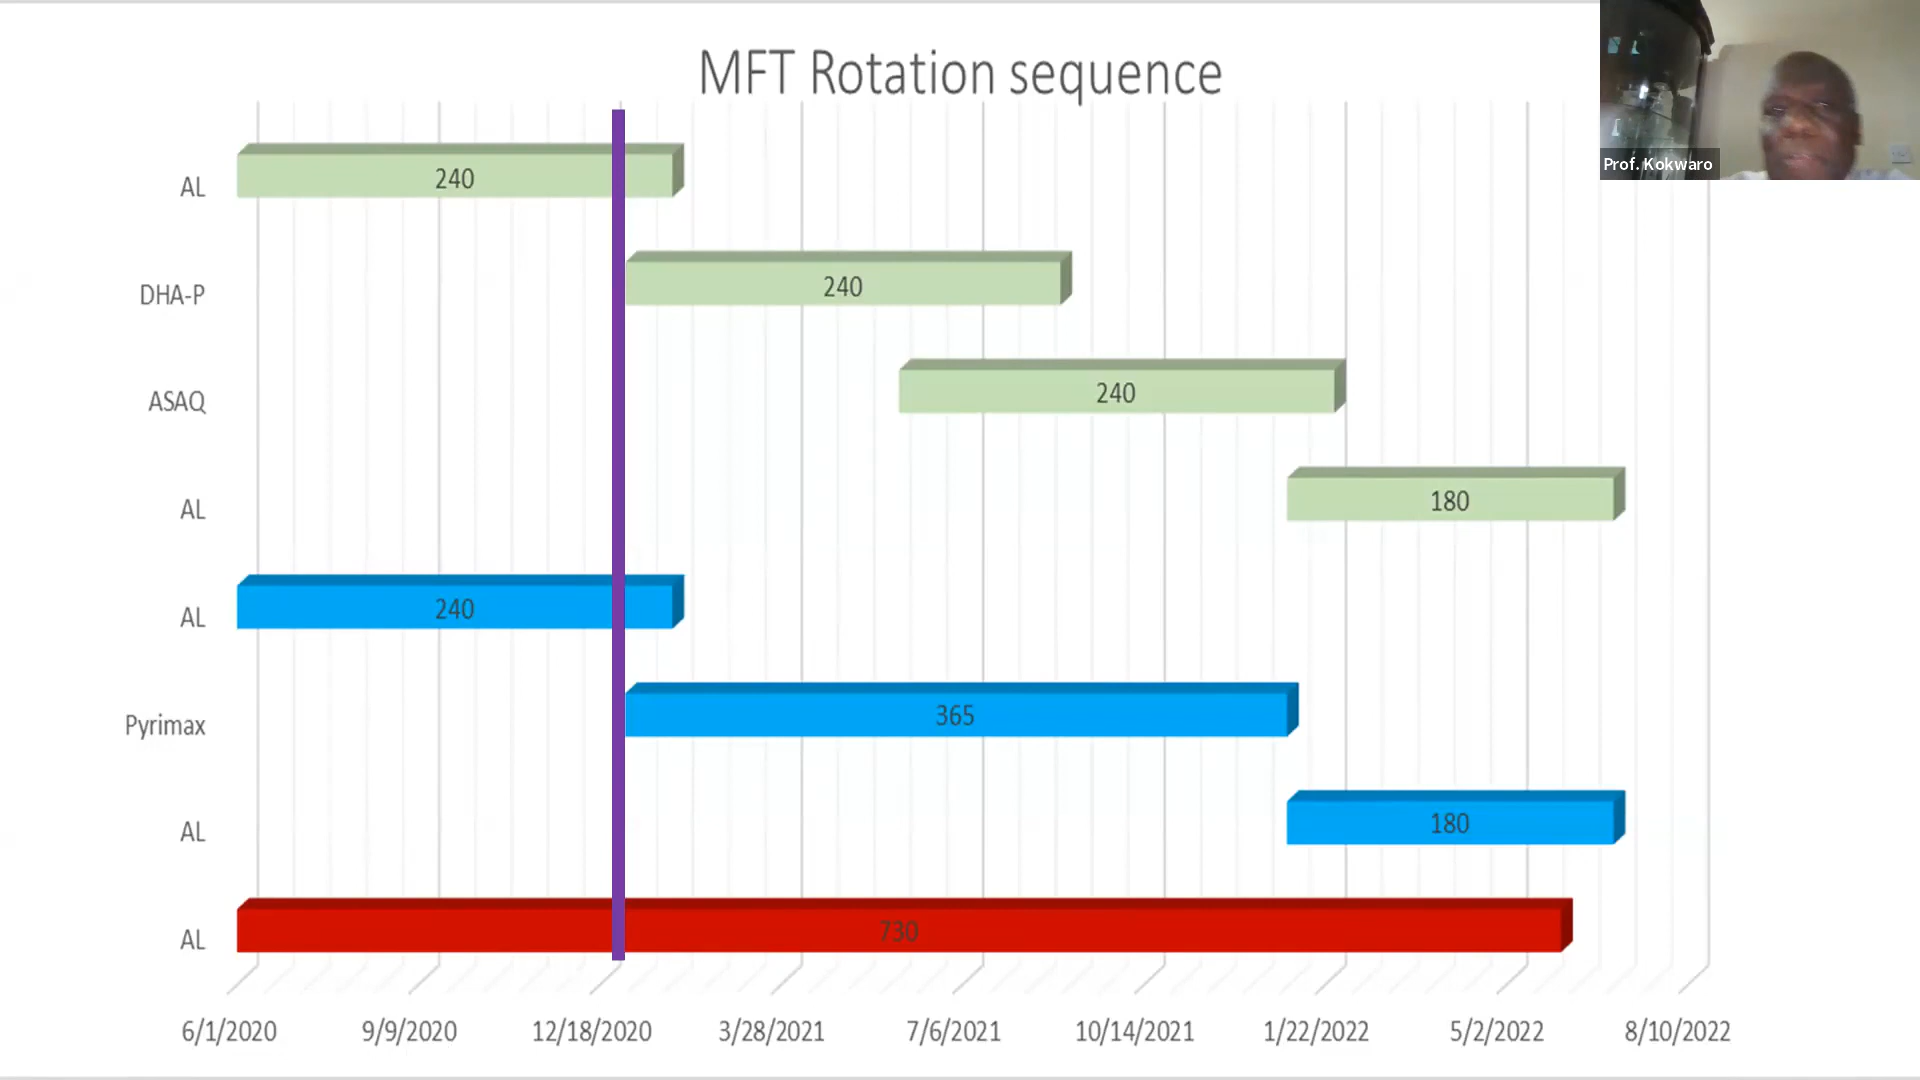 MFT Rotation sequence
Prof. Kokwaro
AL 240
DHA-P 240
ASAQ 240
AL 180
AL 240
Pyrimax 365
AL 180
AL 730
6/1/2020 9/9/2020 12/18/2020 3/28/2021 7/6/2021 10/14/2021 1/22/2022 5/2/2022 8/10/2022